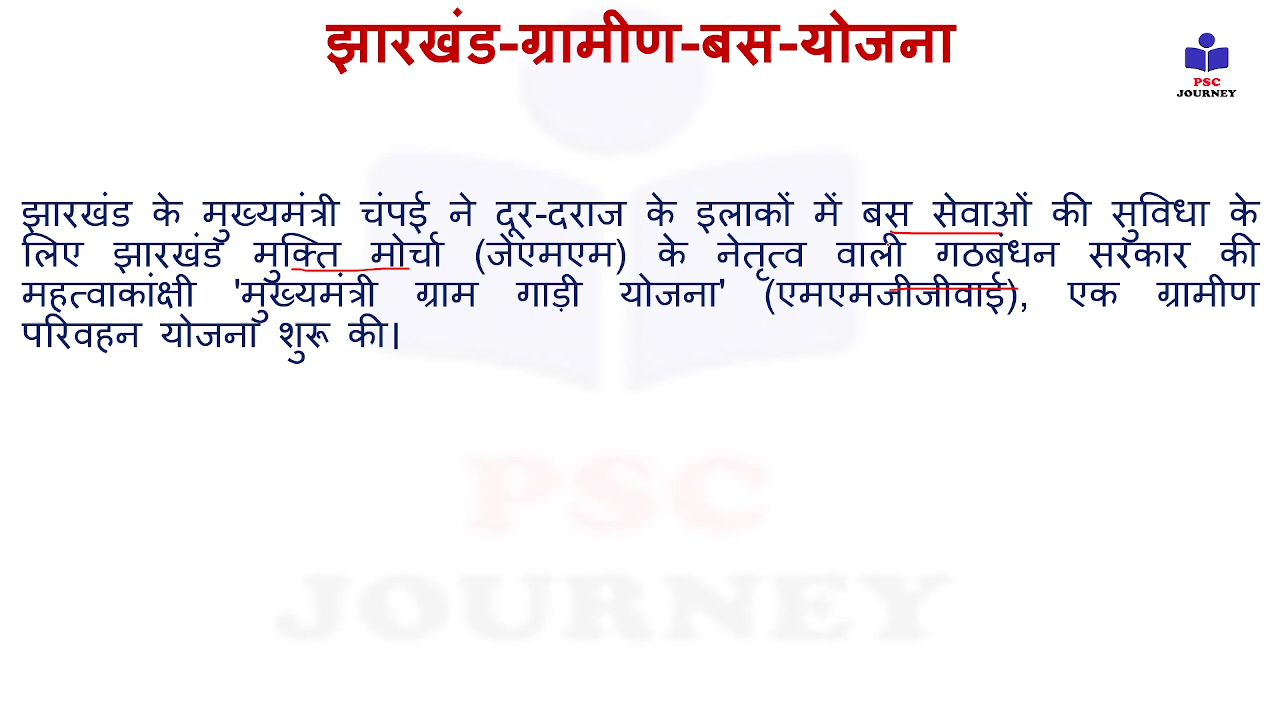 झारखंड-ग्रामीण-बस-योजना
PSC
JOURNEY
झारखंड के मुख्यमंत्री चंपई ने दूर-दराज के इलाकों में बस सेवाओं की सुविधा के
लिए झारखंड मुक्ति मोर्चा (जेएमएम) के नेतृत्व वाली गठबंधन सरकार की
महत्वाकांक्षी 'मुख्यमंत्री ग्राम गाड़ी योजना' (एमएमजीजीवाई), एक ग्रामीण
परिवहन योजना शुरू की।
PSC
JOURNEY